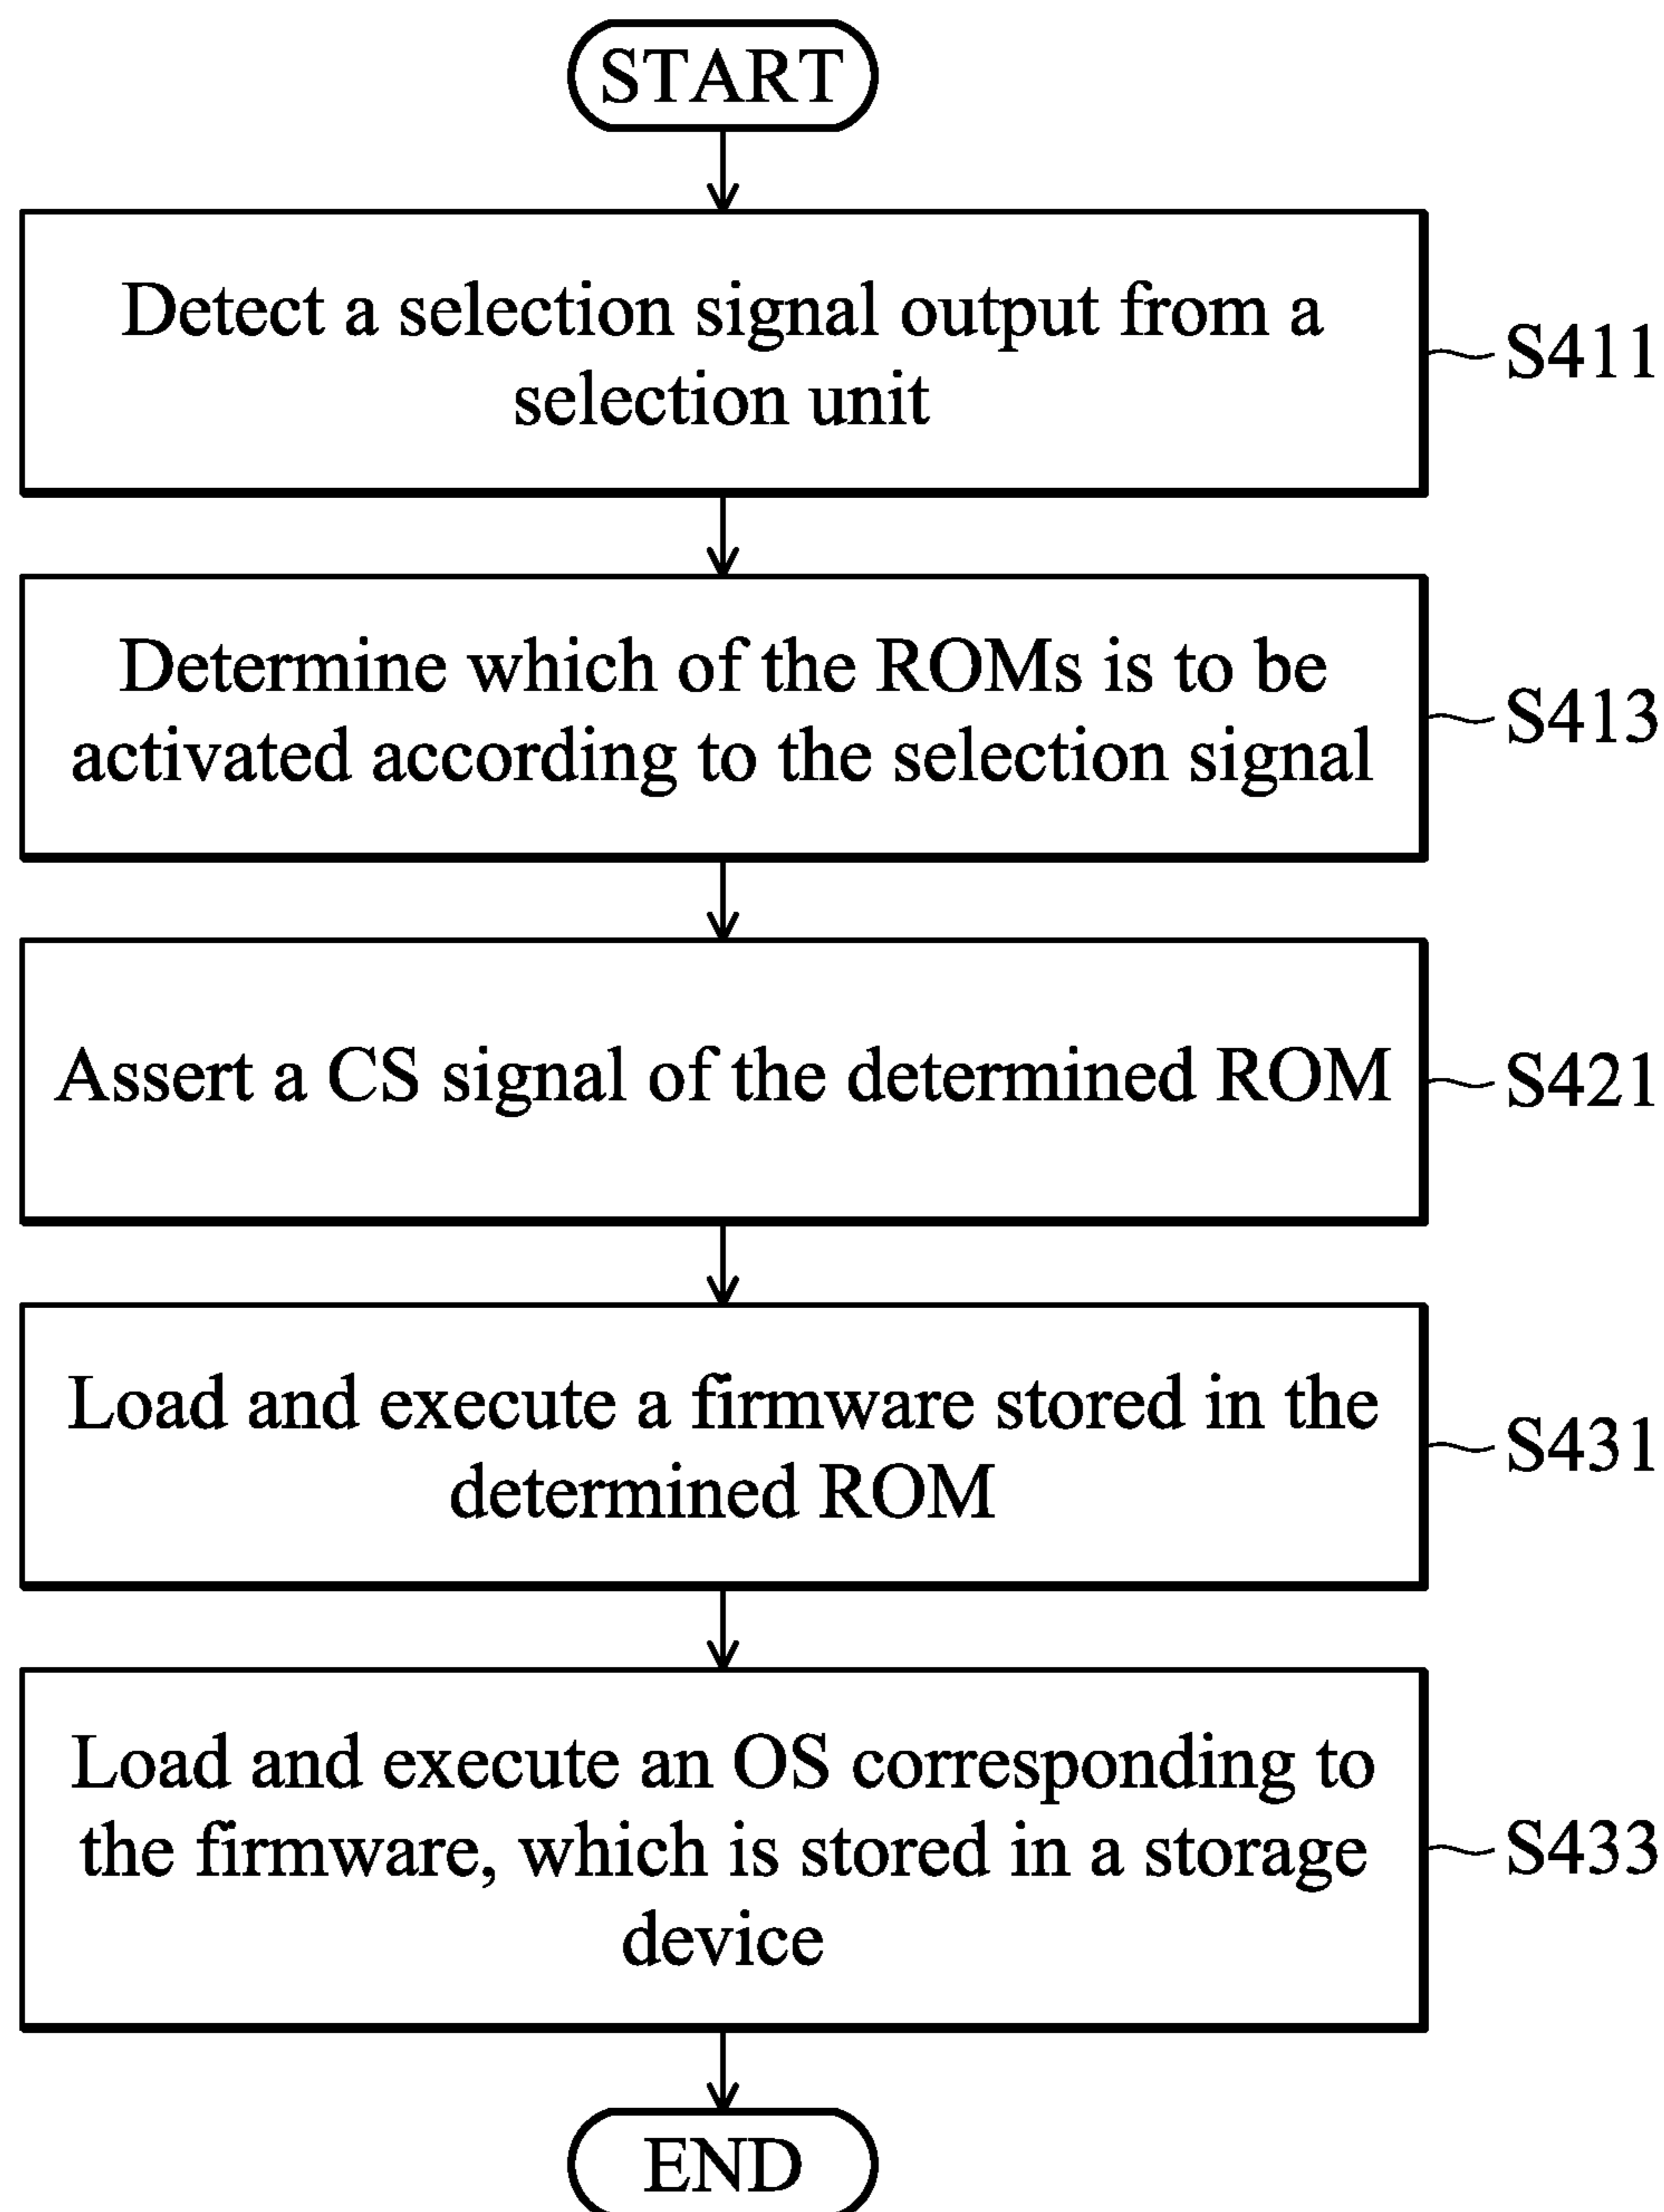 START
Detect a selection signal output from a
selection unit
S411
Determine which of the ROMs is to be
activated according to the selection signal
S413
Assert a CS signal of the determined ROM
S421
Load and execute a firmware stored in the
determined ROM
S431
Load and execute an OS corresponding to
the firmware, which is stored in a storage
device
S433
END